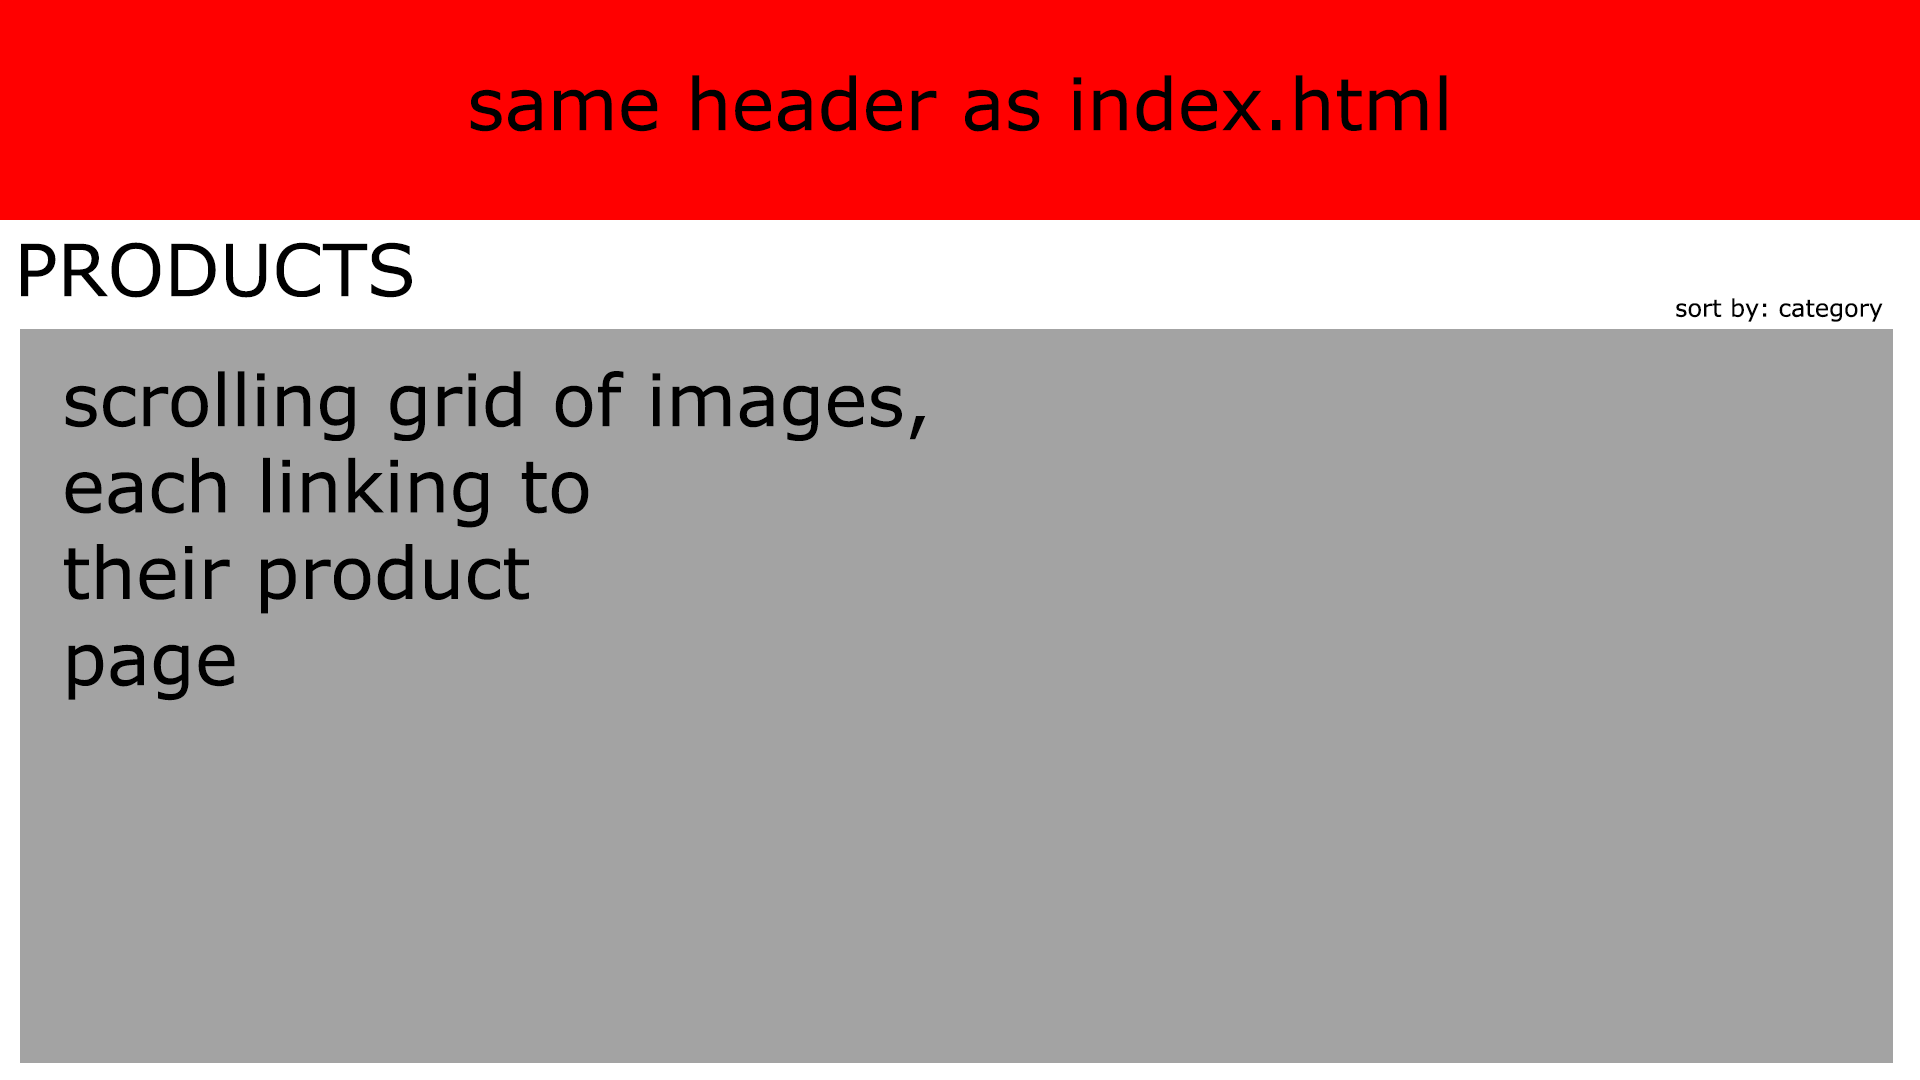 same header as index.html
PRODUCTS
sort by: category
scrolling grid of images,
each linking to
their product
page